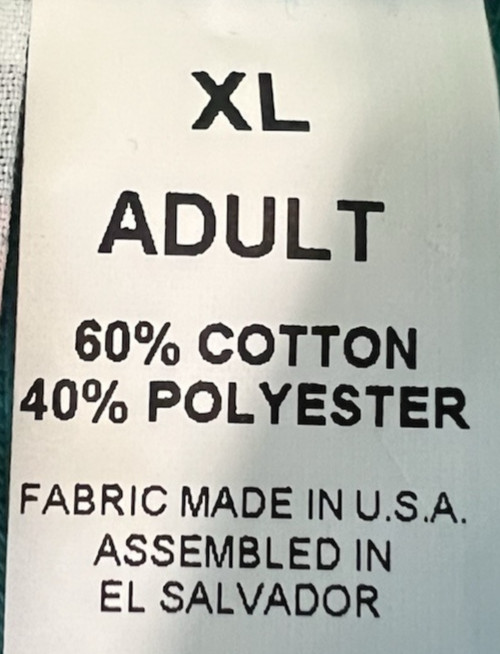 XL
ADULT
60% COTTON
40% POLYESTER
FABRIC MADE IN U.S.A.
ASSEMBLED IN
EL SALVADOR